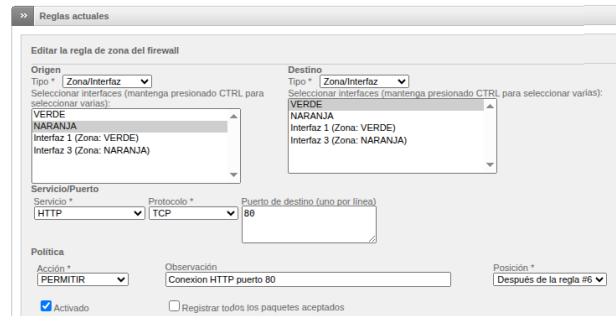 » Reglas actuales
Editar la regla de zona del firewall
Origen
Tipo * Zona/Interfaz
Seleccionar interfaces (mantenga presionado CTRL para
seleccionar varias):
VERDE
NARANJA
Interfaz 1 (Zona: VERDE)
Interfaz 3 (Zona: NARANJA)
Destino
Tipo * Zona/Interfaz
Seleccionar interfaces (mantenga presionado CTRL para seleccionar varias):
VERDE
NARANJA
Interfaz 1 (Zona: VERDE)
Interfaz 3 (Zona: NARANJA)
Servicio/Puerto
Servicio * Protocolo * Puerto de destino (uno por línea)
HTTP TCP 80
Política
Acción * Observación Posición *
PERMITIR Conexion HTTP puerto 80 Después de la regla #6
Activado Registrar todos los paquetes aceptados